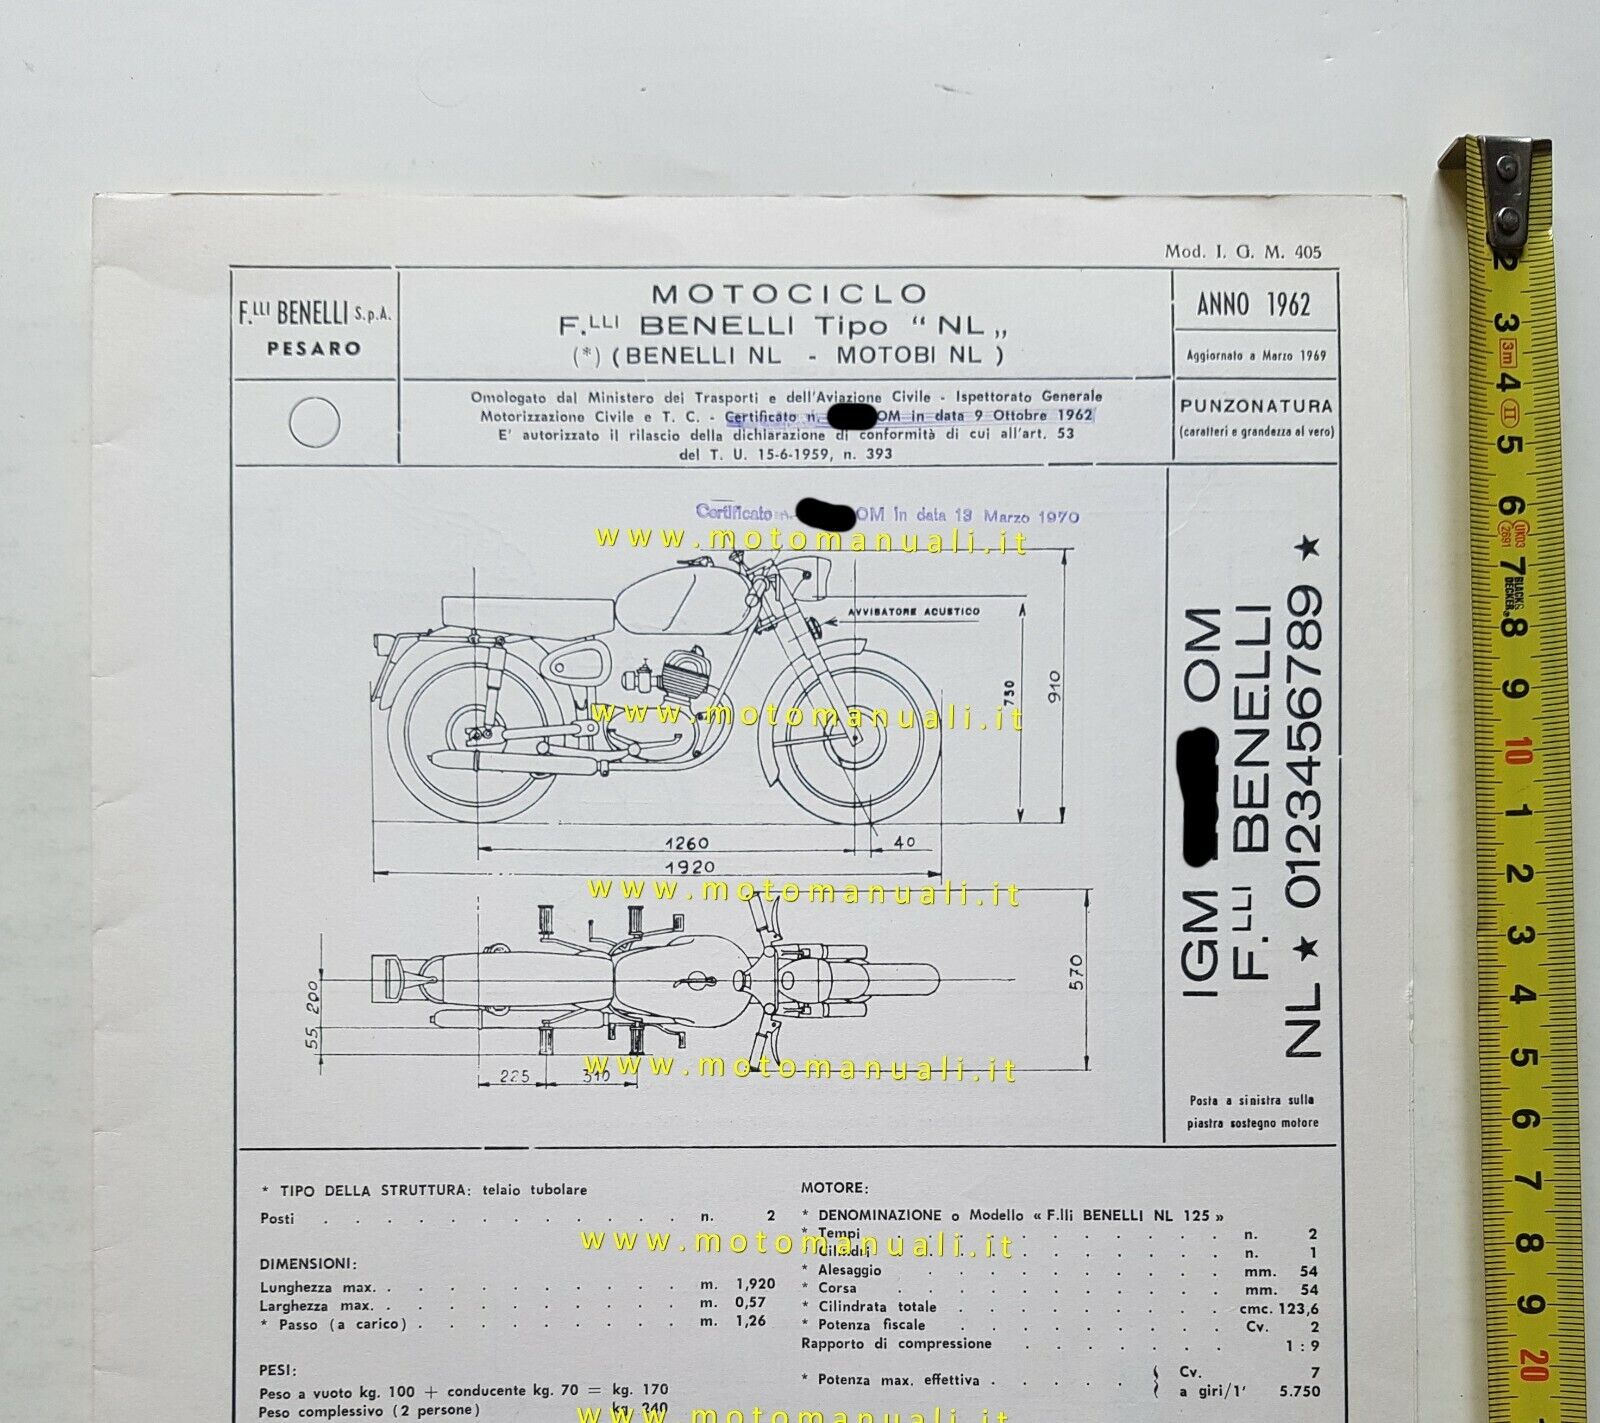 Mod. I. G. M. 405
F.LLI BENELLI S.p.A.
PESARO
MOTOCICLO
F.LLI BENELLI Tipo “ NL „
(*) (BENELLI NL - MOTOBI NL )
ANNO 1962
Aggiornato a Marzo 1969
Omologato dal Ministero dei Trasporti e dell'Aviazione Civile - Ispettorato Generale
Motorizzazione Civile e T. C. - Certificato n. OM in data 9 Ottobre 1962
E' autorizzato il rilascio della dichiarazione di conformità di cui all'art. 53
del T. U. 15-6-1959, n. 393
PUNZONATURA
(caratteri e grandezza al vero)
Certificato n. OM in data 13 Marzo 1970
www.motomanuali.it
AVVISATORE ACUSTICO
750
910
www.motomanuali.it
1260
40
1920
www.motomanuali.it
570
55 200
225
310
www.motomanuali.it
IGM OM
F.LLI BENELLI
NL ★ 0123456789 ★
Posta a sinistra sulla
piastra sostegno motore
* TIPO DELLA STRUTTURA: telaio tubolare
Posti . . . . . . . . . . . . n. 2
DIMENSIONI:
Lunghezza max. . . . . . . . . . . m. 1,920
Larghezza max. . . . . . . . . . . m. 0,57
* Passo (a carico) . . . . . . . . . m. 1,26
PESI:
Peso a vuoto kg. 100 + conducente kg. 70 = kg. 170
Peso complessivo (2 persone) kg. 240
MOTORE:
* DENOMINAZIONE o Modello « F.lli BENELLI NL 125 »
* Tempi . . . . . . . . . . n. 2
* Cilindri . . . . . . . . . . n. 1
* Alesaggio . . . . . . . . . mm. 54
* Corsa . . . . . . . . . . mm. 54
* Cilindrata totale . . . . . . . . cmc. 123,6
* Potenza fiscale . . . . . . . . Cv. 2
Rapporto di compressione . . . . . . 1 : 9
* Potenza max. effettiva . . . . . { Cv. 7
a giri/1' 5.750
www.motomanuali.it
www.motomanuali.it
2
3
3m
4
II
5
6
UK03
2691
7
BLACK&
DECKER
8
9
10
1
2
3
4
5
6
7
8
9
20